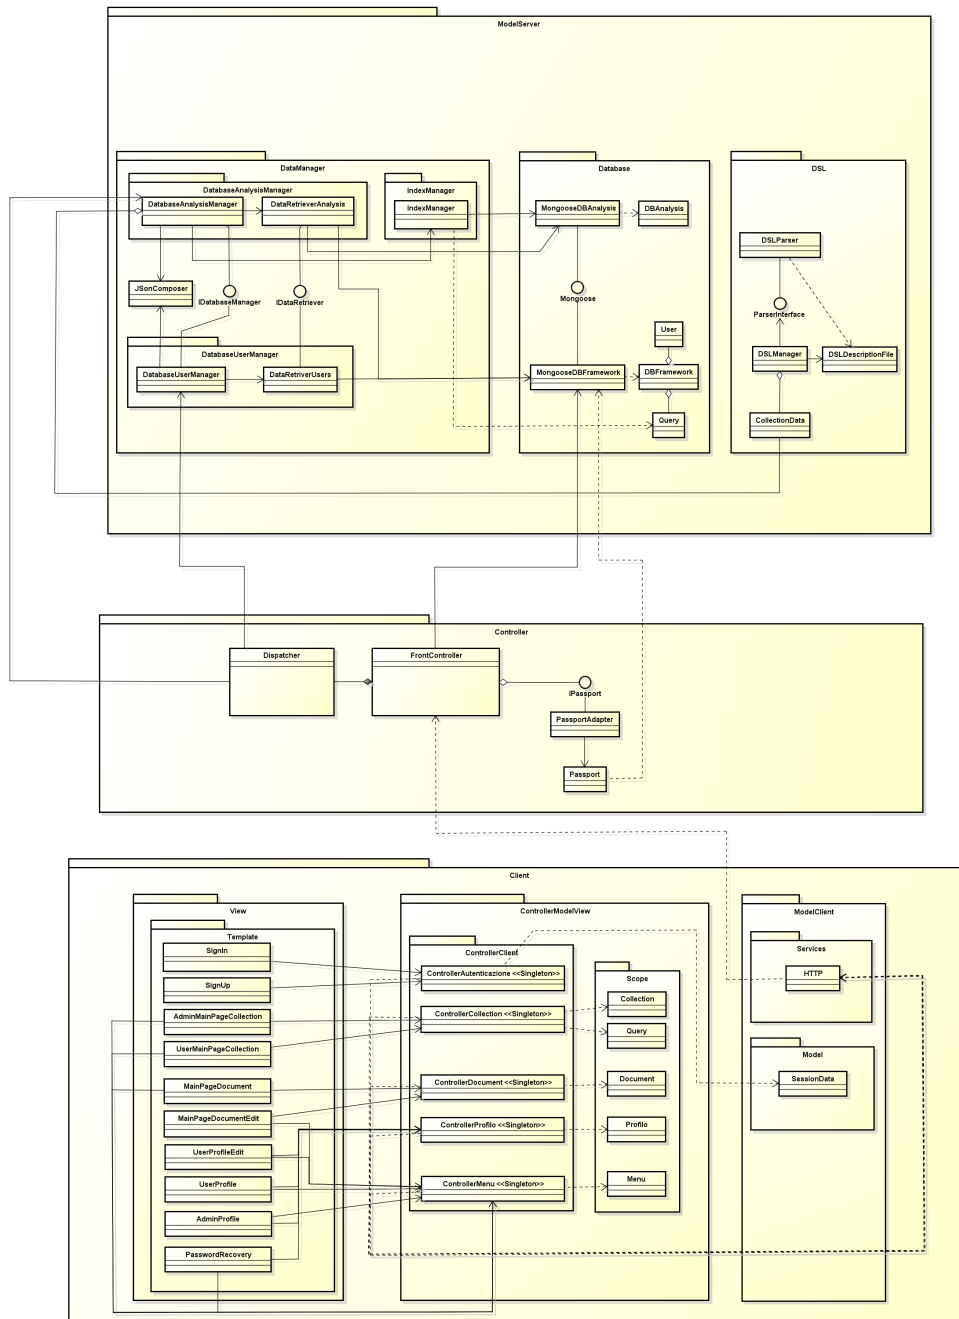 ModelServer
DataManager
DatabaseAnalysisManager
DatabaseAnalysisManager
DataRetrieverAnalysis
IndexManager
IndexManager
JSonComposer
IDatabaseManager
IDataRetriever
DatabaseUserManager
DatabaseUserManager
DataRetriverUsers
Database
MongooseDBAnalysis
DBAnalysis
Mongoose
User
MongooseDBFramework
DBFramework
Query
DSL
DSLParser
ParserInterface
DSLManager
DSLDescriptionFile
CollectionData
Controller
Dispatcher
FrontController
IPassport
PassportAdapter
Passport
Client
View
Template
SignIn
SignUp
AdminMainPageCollection
UserMainPageCollection
MainPageDocument
MainPageDocumentEdit
UserProfileEdit
UserProfile
AdminProfile
PasswordRecovery
ControllerModelView
ControllerClient
ControllerAutenticazione <<Singleton>>
ControllerCollection <<Singleton>>
ControllerDocument <<Singleton>>
ControllerProfilo <<Singleton>>
ControllerMenu <<Singleton>>
Scope
Collection
Query
Document
Profilo
Menu
ModelClient
Services
HTTP
Model
SessionData